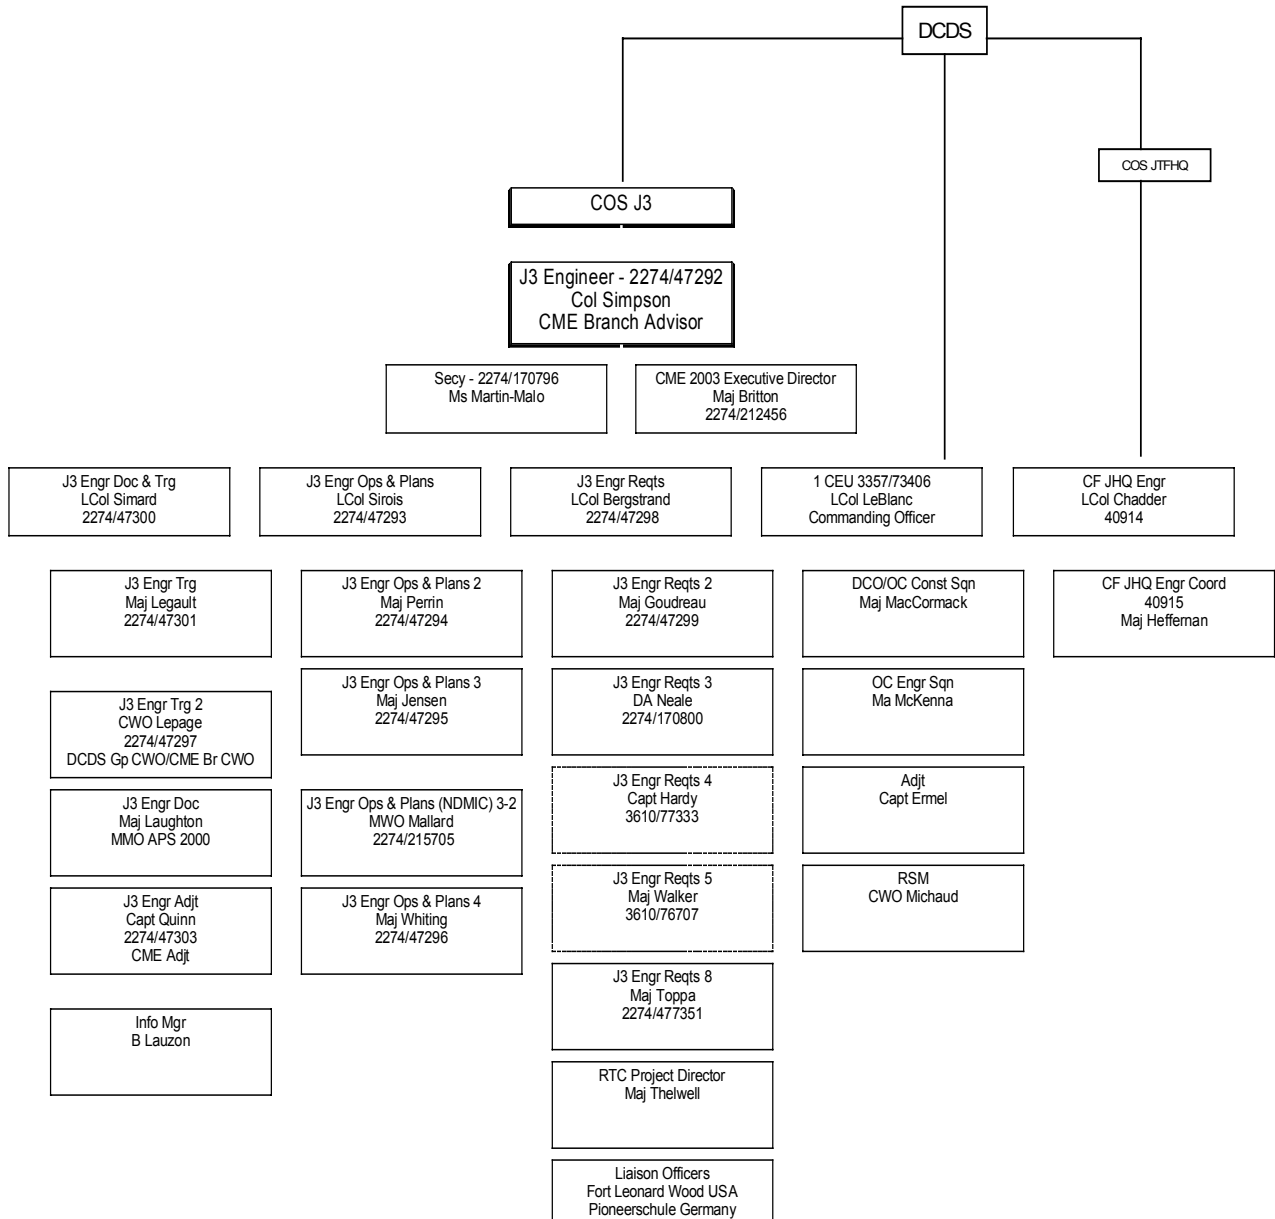 DCDS
COS JTFHQ
COS J3
J3 Engineer - 2274/47292
Col Simpson
CME Branch Advisor
Secy - 2274/170796
Ms Martin-Malo
CME 2003 Executive Director
Maj Britton
2274/212456
J3 Engr Doc & Trg
LCol Simard
2274/47300
J3 Engr Ops & Plans
LCol Sirois
2274/47293
J3 Engr Reqts
LCol Bergstrand
2274/47298
1 CEU 3357/73406
LCol LeBlanc
Commanding Officer
CF JHQ Engr
LCol Chadder
40914
J3 Engr Trg
Maj Legault
2274/47301
J3 Engr Ops & Plans 2
Maj Perrin
2274/47294
J3 Engr Reqts 2
Maj Goudreau
2274/47299
DCO/OC Const Sqn
Maj MacCormack
CF JHQ Engr Coord
40915
Maj Heffernan
J3 Engr Trg 2
CWO Lepage
2274/47297
DCDS Gp CWO/CME Br CWO
J3 Engr Ops & Plans 3
Maj Jensen
2274/47295
J3 Engr Reqts 3
DA Neale
2274/170800
OC Engr Sqn
Ma McKenna
J3 Engr Doc
Maj Laughton
MMO APS 2000
J3 Engr Ops & Plans (NDMIC) 3-2
MWO Mallard
2274/215705
J3 Engr Reqts 4
Capt Hardy
3610/77333
Adjt
Capt Ermel
J3 Engr Adjt
Capt Quinn
2274/47303
CME Adjt
J3 Engr Ops & Plans 4
Maj Whiting
2274/47296
J3 Engr Reqts 5
Maj Walker
3610/76707
RSM
CWO Michaud
J3 Engr Reqts 8
Maj Toppa
2274/477351
Info Mgr
B Lauzon
RTC Project Director
Maj Thelwell
Liaison Officers
Fort Leonard Wood USA
Pioneerschule Germany